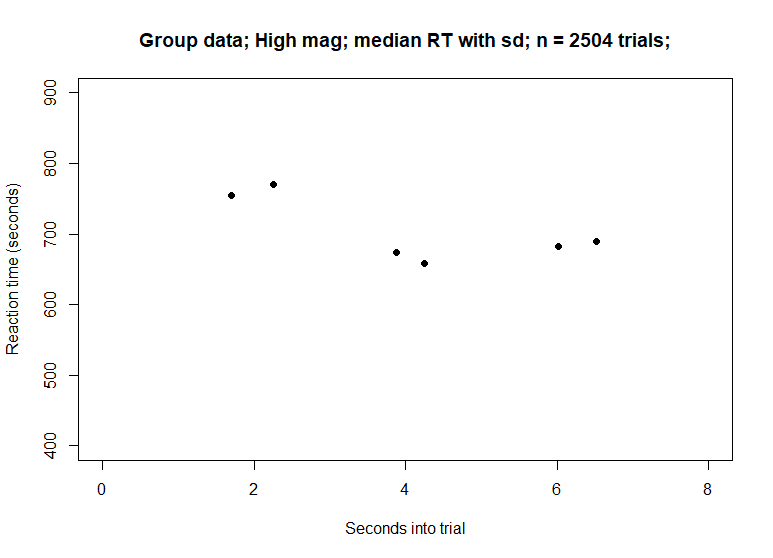 Group data; High mag; median RT with sd; n = 2504 trials;
Reaction time (seconds)
900
800
700
600
500
400
0 2 4 6 8
Seconds into trial